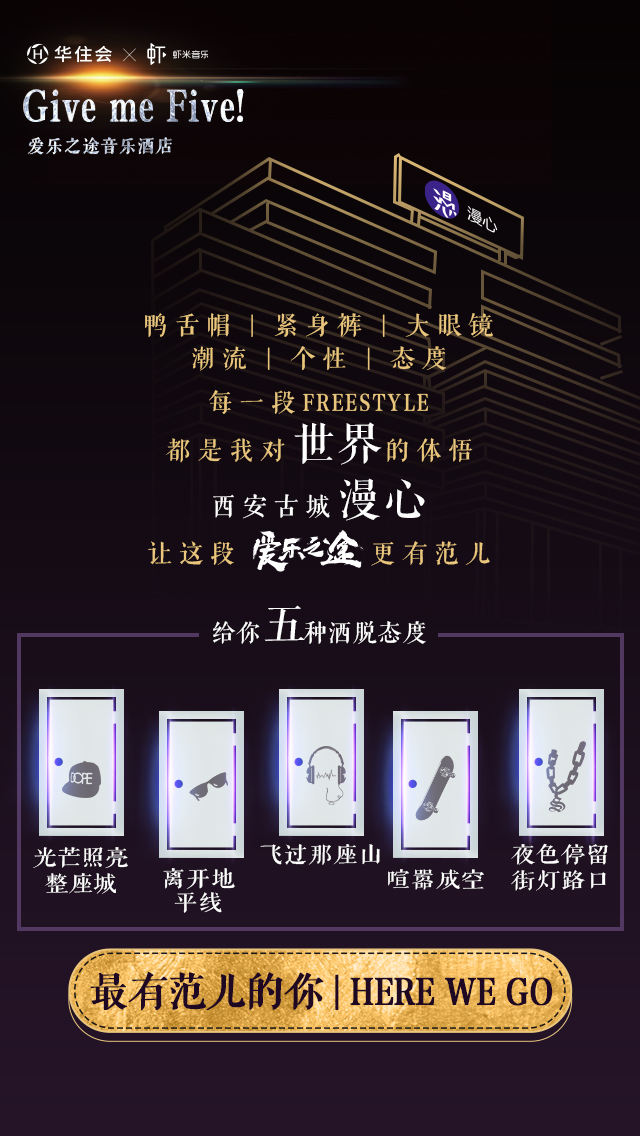 华住会 × 虾 虾米音乐
Give me Five!
爱乐之途音乐酒店
漫心
鸭舌帽 | 紧身裤 | 大眼镜
潮流 | 个性 | 态度
每一段FREESTYLE
都是我对世界的体悟
西安古城漫心
让这段 爱乐之途 更有范儿
给你五种洒脱态度
DOPE
光芒照亮
整座城
离开地
平线
飞过那座山
喧嚣成空
夜色停留
街灯路口
最有范儿的你 | HERE WE GO